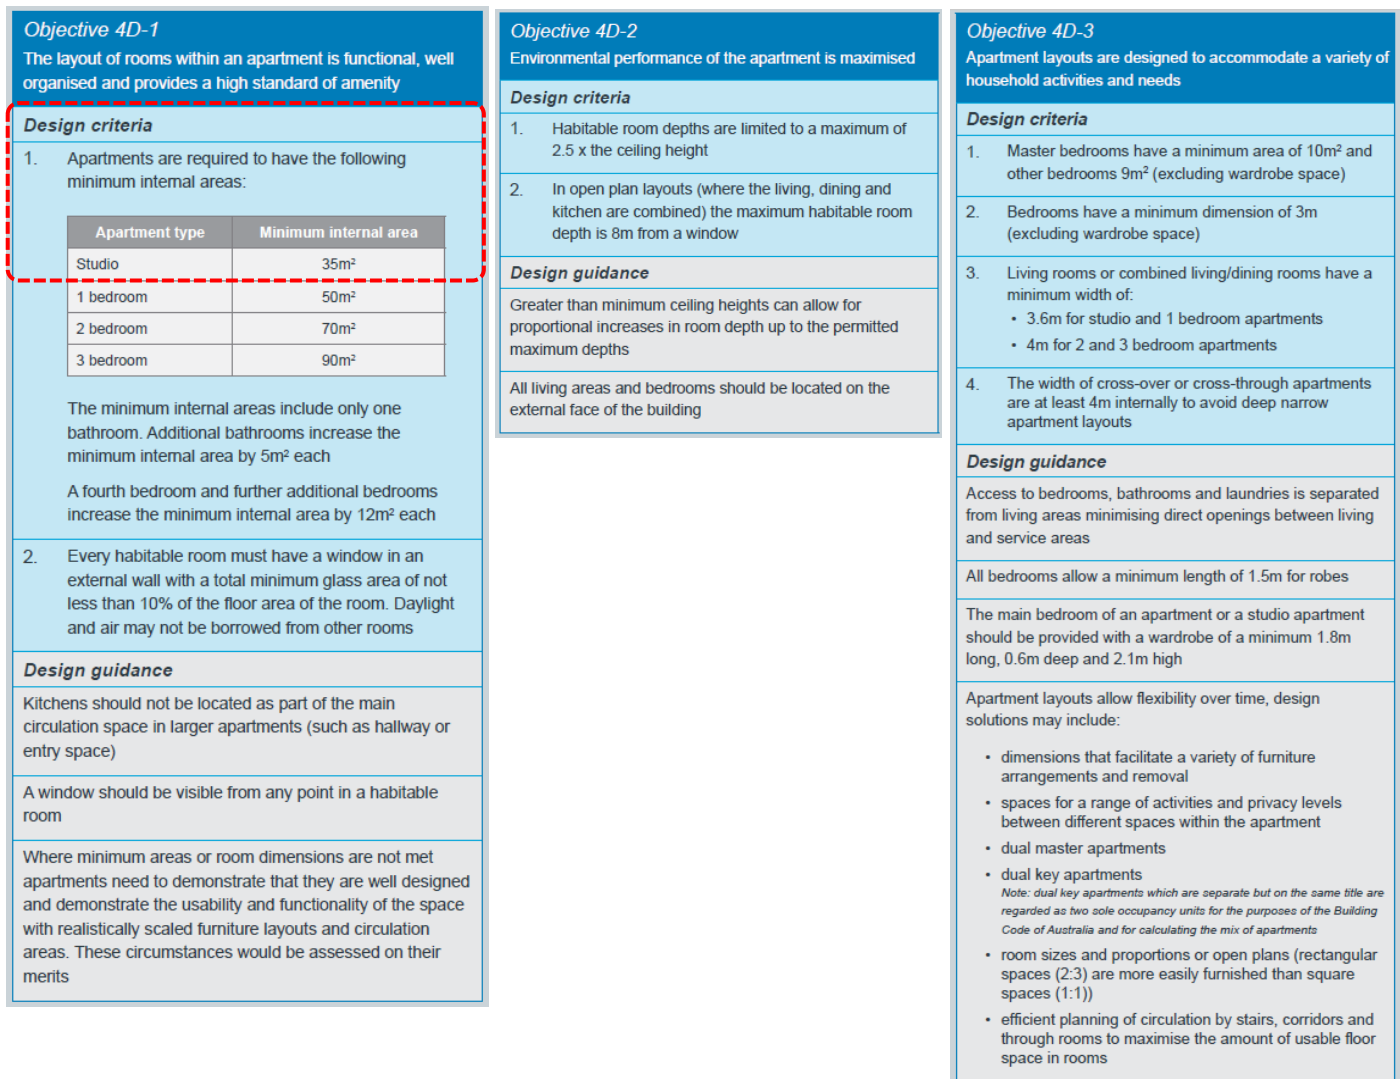 Objective 4D-1
The layout of rooms within an apartment is functional, well
organised and provides a high standard of amenity
Design criteria
1. Apartments are required to have the following
minimum internal areas:
Apartment type Minimum internal area
Studio 35m²
1 bedroom 50m²
2 bedroom 70m²
3 bedroom 90m²
The minimum internal areas include only one
bathroom. Additional bathrooms increase the
minimum internal area by 5m² each
A fourth bedroom and further additional bedrooms
increase the minimum internal area by 12m² each
2. Every habitable room must have a window in an
external wall with a total minimum glass area of not
less than 10% of the floor area of the room. Daylight
and air may not be borrowed from other rooms
Design guidance
Kitchens should not be located as part of the main
circulation space in larger apartments (such as hallway or
entry space)
A window should be visible from any point in a habitable
room
Where minimum areas or room dimensions are not met
apartments need to demonstrate that they are well designed
and demonstrate the usability and functionality of the space
with realistically scaled furniture layouts and circulation
areas. These circumstances would be assessed on their
merits
Objective 4D-2
Environmental performance of the apartment is maximised
Design criteria
1. Habitable room depths are limited to a maximum of
2.5 x the ceiling height
2. In open plan layouts (where the living, dining and
kitchen are combined) the maximum habitable room
depth is 8m from a window
Design guidance
Greater than minimum ceiling heights can allow for
proportional increases in room depth up to the permitted
maximum depths
All living areas and bedrooms should be located on the
external face of the building
Objective 4D-3
Apartment layouts are designed to accommodate a variety of
household activities and needs
Design criteria
1. Master bedrooms have a minimum area of 10m² and
other bedrooms 9m² (excluding wardrobe space)
2. Bedrooms have a minimum dimension of 3m
(excluding wardrobe space)
3. Living rooms or combined living/dining rooms have a
minimum width of:
• 3.6m for studio and 1 bedroom apartments
• 4m for 2 and 3 bedroom apartments
4. The width of cross-over or cross-through apartments
are at least 4m internally to avoid deep narrow
apartment layouts
Design guidance
Access to bedrooms, bathrooms and laundries is separated
from living areas minimising direct openings between living
and service areas
All bedrooms allow a minimum length of 1.5m for robes
The main bedroom of an apartment or a studio apartment
should be provided with a wardrobe of a minimum 1.8m
long, 0.6m deep and 2.1m high
Apartment layouts allow flexibility over time, design
solutions may include:
• dimensions that facilitate a variety of furniture
arrangements and removal
• spaces for a range of activities and privacy levels
between different spaces within the apartment
• dual master apartments
• dual key apartments
Note: dual key apartments which are separate but on the same title are
regarded as two sole occupancy units for the purposes of the Building
Code of Australia and for calculating the mix of apartments
• room sizes and proportions or open plans (rectangular
spaces (2:3) are more easily furnished than square
spaces (1:1))
• efficient planning of circulation by stairs, corridors and
through rooms to maximise the amount of usable floor
space in rooms